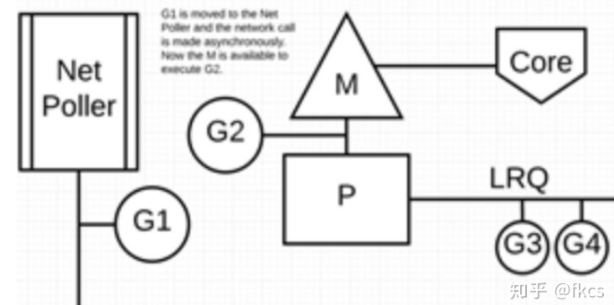 G1 is moved to the Net
Poller and the network call
is made asynchronously.
Now the M is available to
execute G2.
Net
Poller
M
Core
G2
P
LRQ
G1
G3
G4
知乎 @fkcs